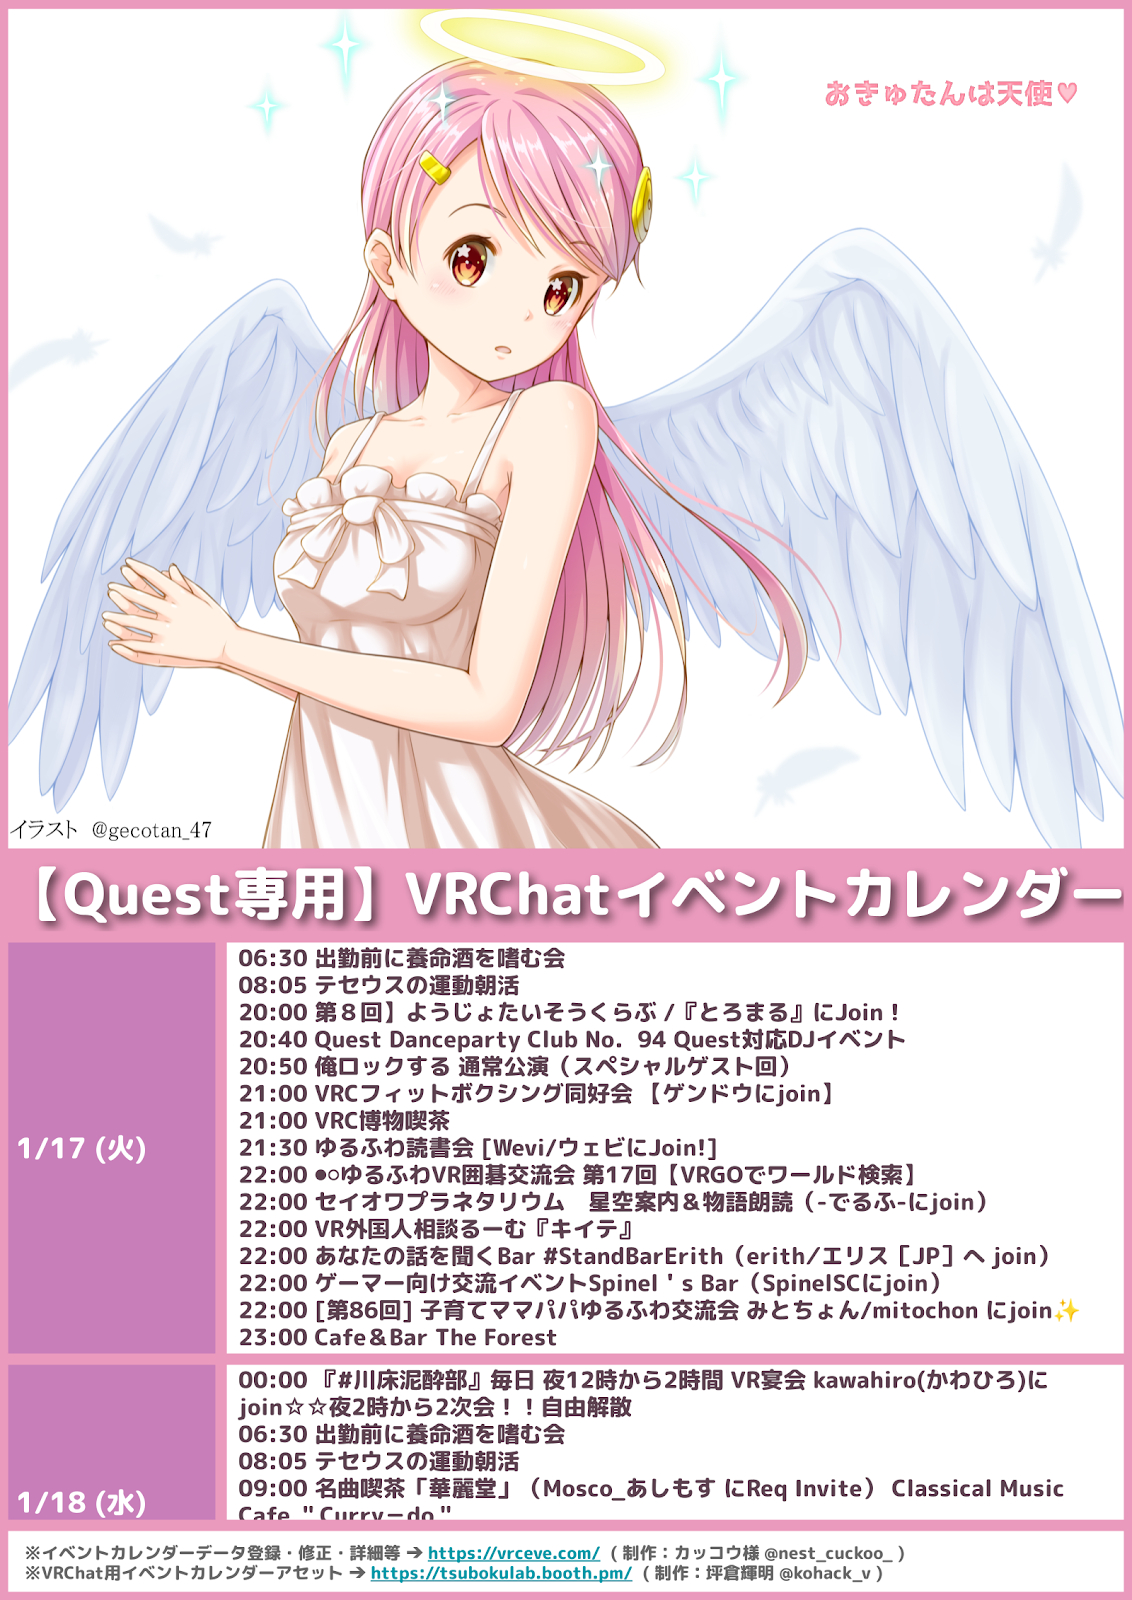 おきゅたんは天使♥
イラスト @gecotan_47
【Quest専用】VRChatイベントカレンダー
1/17 (火)
06:30 出勤前に養命酒を嗜む会
08:05 テセウスの運動朝活
20:00 第８回】ようじょたいそうくらぶ /『とろまる』にJoin！
20:40 Quest Danceparty Club No．94 Quest対応DJイベント
20:50 俺ロックする 通常公演（スペシャルゲスト回）
21:00 VRCフィットボクシング同好会 【ゲンドウにjoin】
21:00 VRC博物喫茶
21:30 ゆるふわ読書会 [Wevi/ウェビにJoin!]
22:00 ●○ゆるふわVR囲碁交流会 第17回【VRGOでワールド検索】
22:00 セイオワプラネタリウム　星空案内＆物語朗読（-でるふ-にjoin）
22:00 VR外国人相談るーむ『キイテ』
22:00 あなたの話を聞くBar #StandBarErith（erith/エリス［JP］へ join）
22:00 ゲーマー向け交流イベントSpinel＇s Bar（SpinelSCにjoin）
22:00 [第86回] 子育てママパパゆるふわ交流会 みとちょん/mitochon にjoin✨
23:00 Cafe＆Bar The Forest
1/18 (水)
00:00 『#川床泥酔部』毎日 夜12時から2時間 VR宴会 kawahiro(かわひろ)に
join☆☆夜2時から2次会！！自由解散
06:30 出勤前に養命酒を嗜む会
08:05 テセウスの運動朝活
09:00 名曲喫茶「華麗堂」（Mosco_あしもす にReq Invite） Classical Music
Cafe ＂Curry－do＂
※イベントカレンダーデータ登録・修正・詳細等 ➔ https://vrceve.com/ （制作：カッコウ様 @nest_cuckoo_）
※VRChat用イベントカレンダーアセット ➔ https://tsubokulab.booth.pm/ （制作：坪倉輝明 @kohack_v）